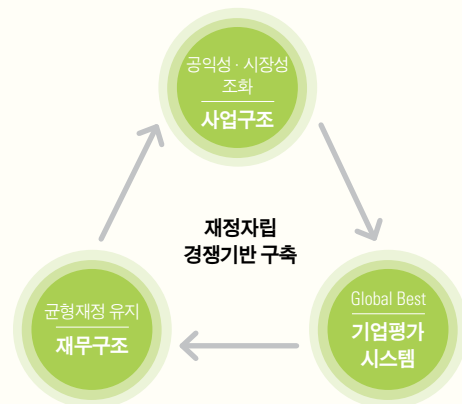 공익성 · 시장성
조화
사업구조
재정자립
경쟁기반 구축
균형재정 유지
재무구조
Global Best
기업평가
시스템